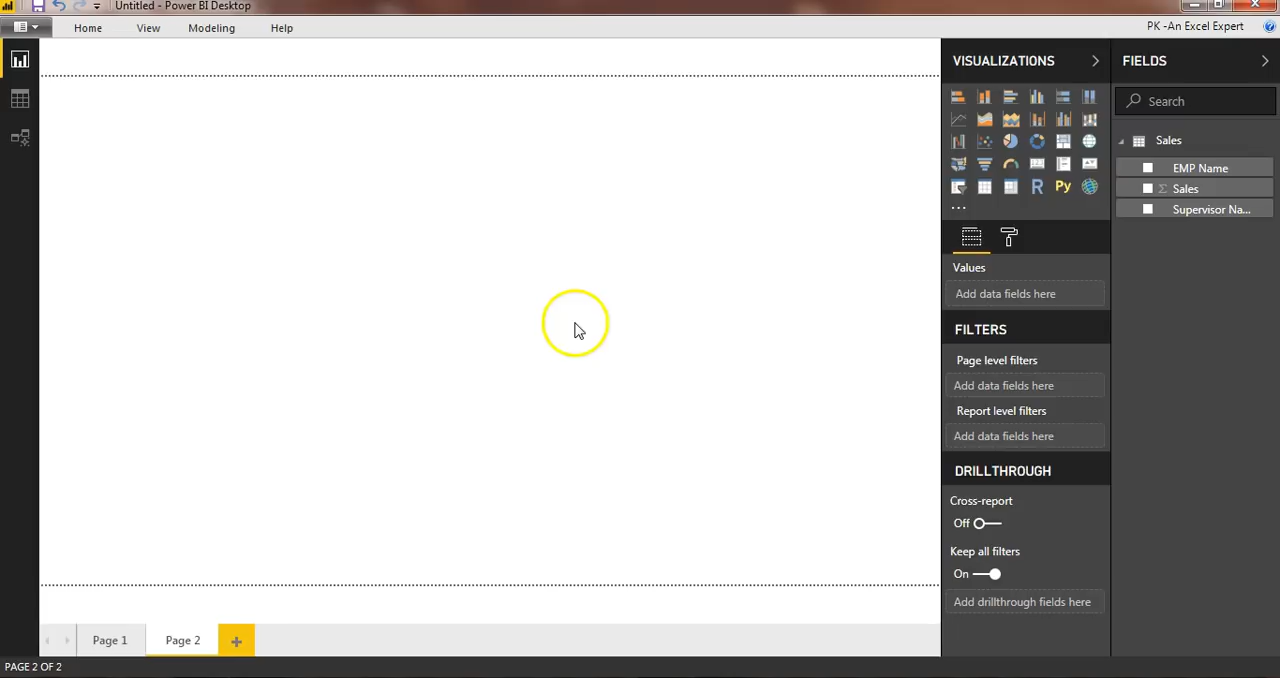 Untitled - Power BI Desktop
Home View Modeling Help PK -An Excel Expert
VISUALIZATIONS
FIELDS
Search
Sales
EMP Name
Sales
Supervisor Na...
R Py
Values
Add data fields here
FILTERS
Page level filters
Add data fields here
Report level filters
Add data fields here
DRILLTHROUGH
Cross-report
Off
Keep all filters
On
Add drillthrough fields here
Page 1 Page 2
PAGE 2 OF 2